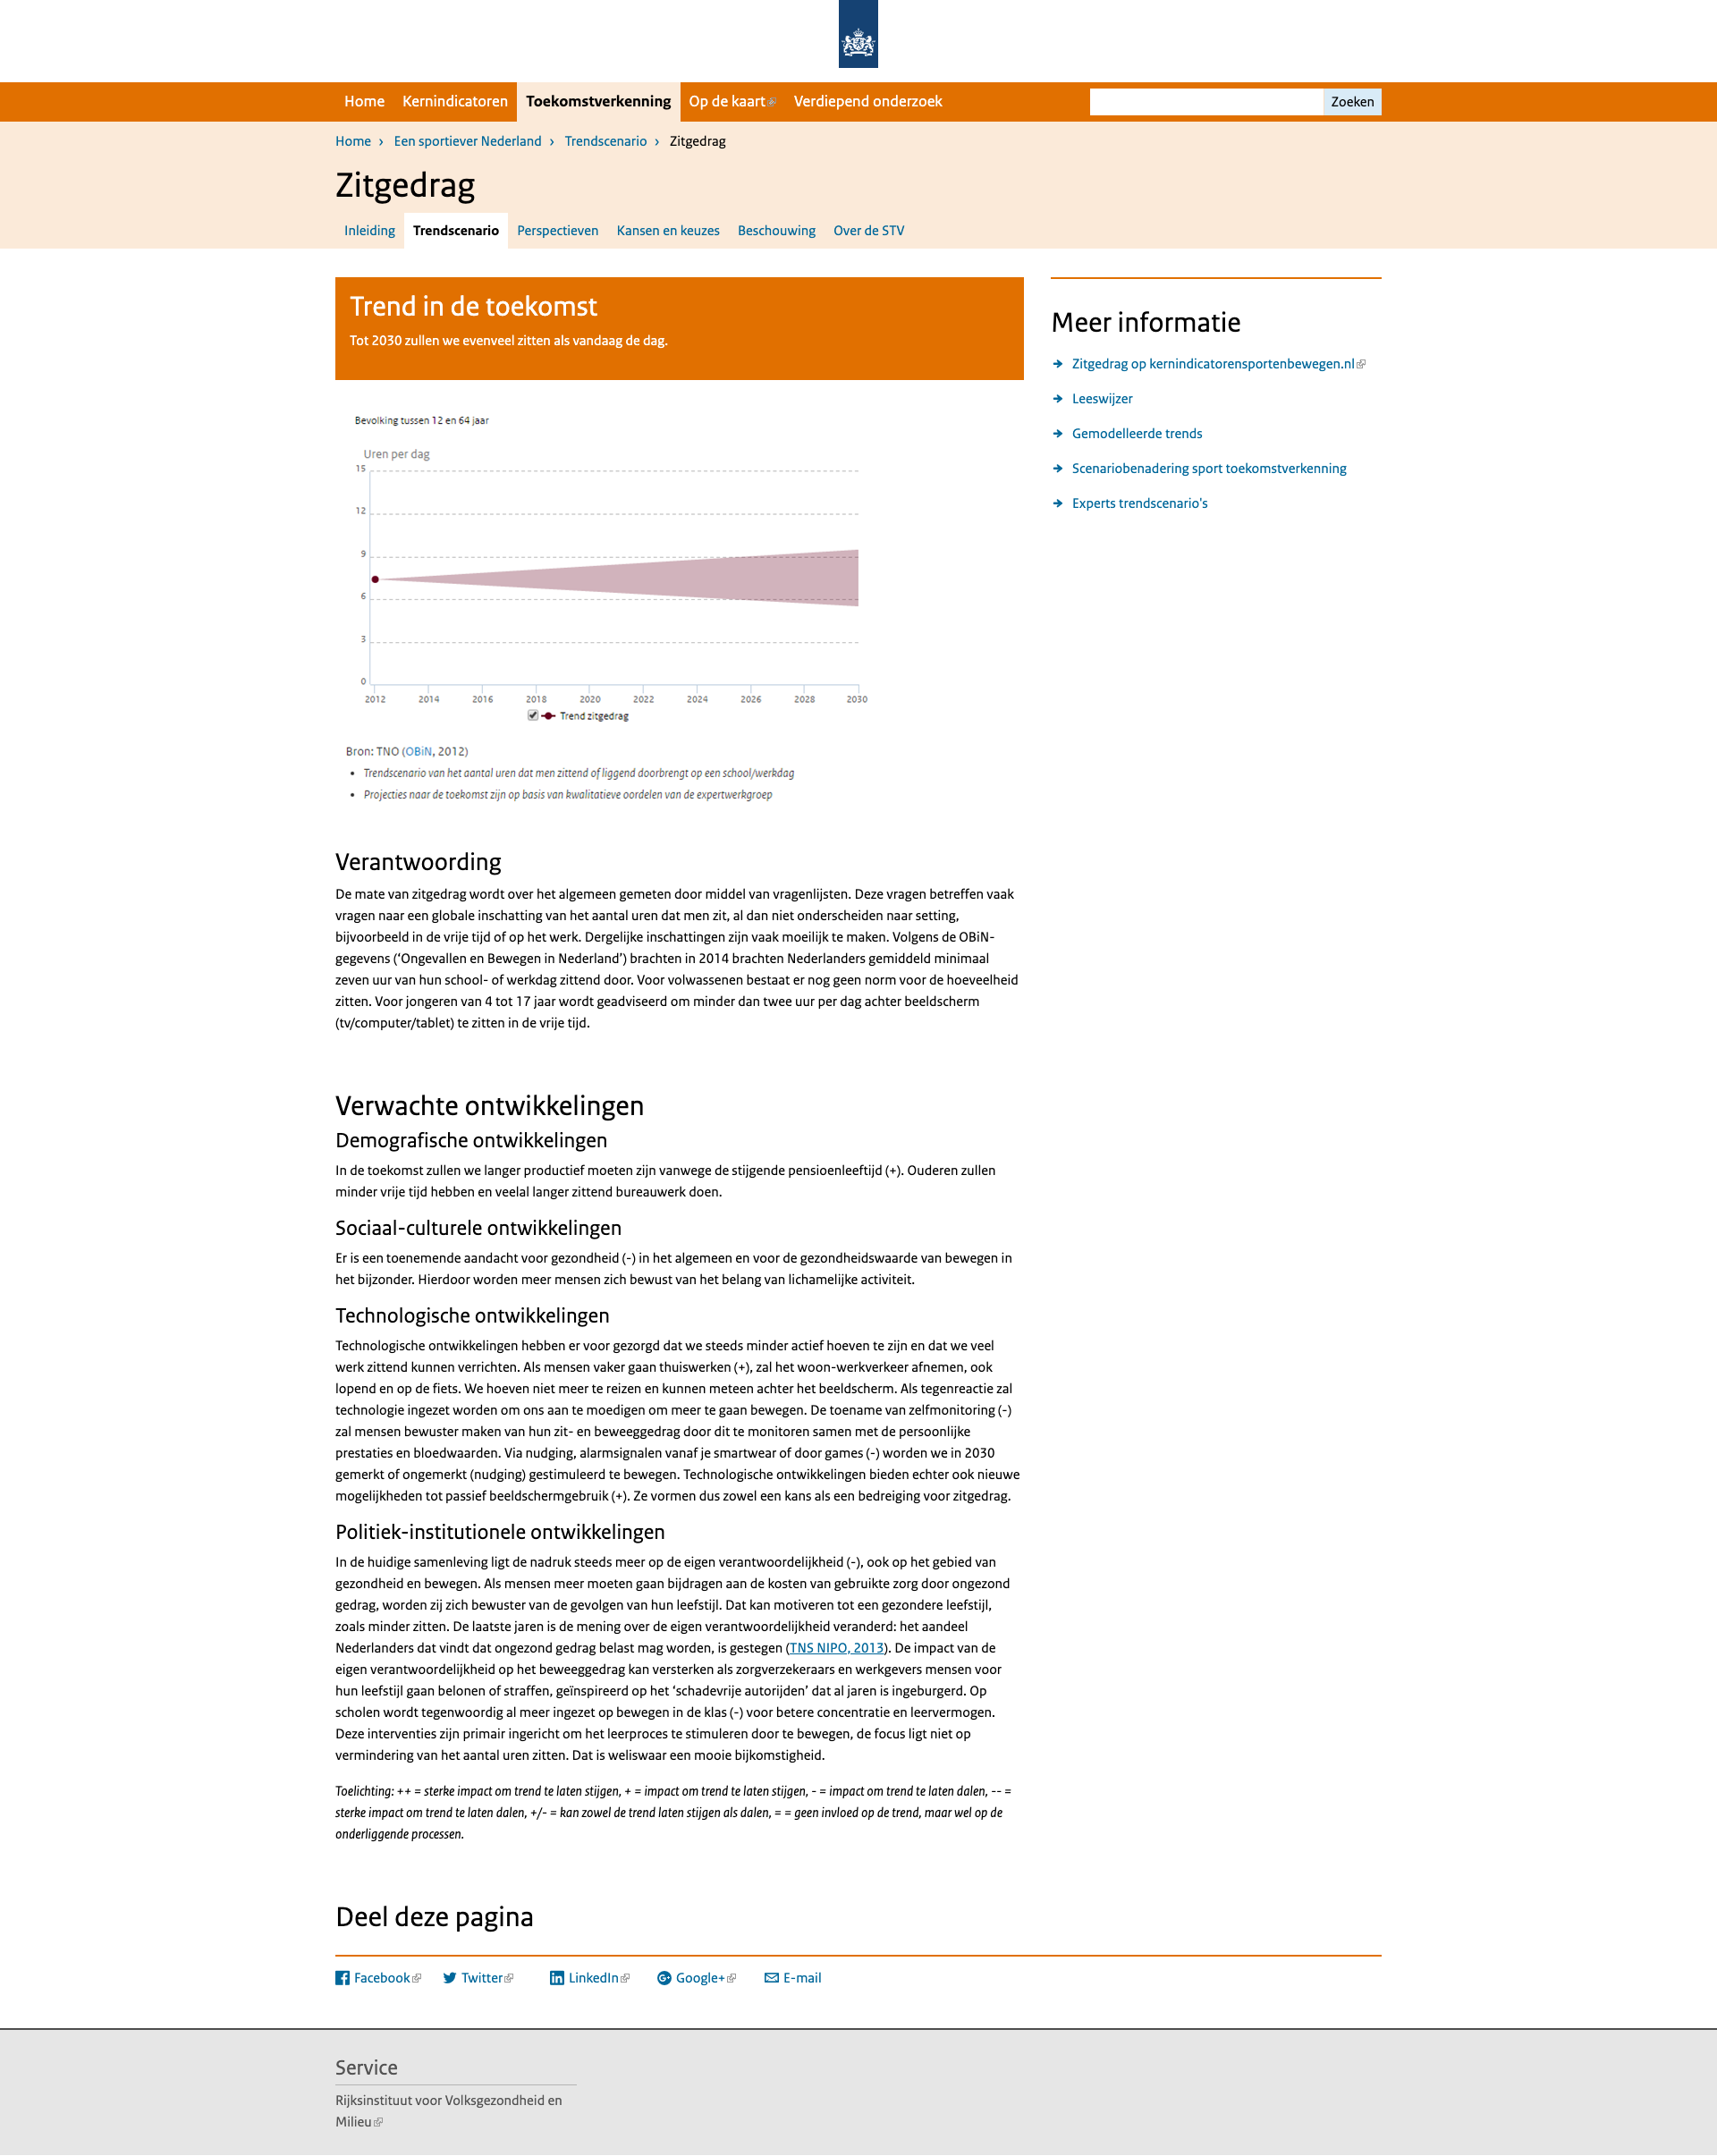 Home Kernindicatoren Toekomstverkenning Op de kaart Verdiepend onderzoek Zoeken
Home › Een sportiever Nederland › Trendscenario › Zitgedrag
Zitgedrag
Inleiding Trendscenario Perspectieven Kansen en keuzes Beschouwing Over de STV
Trend in de toekomst
Tot 2030 zullen we evenveel zitten als vandaag de dag.
Bevolking tussen 12 en 64 jaar
Uren per dag
15
12
9
6
3
0
2012 2014 2016 2018 2020 2022 2024 2026 2028 2030
Trend zitgedrag
Bron: TNO (OBiN, 2012)
• Trendscenario van het aantal uren dat men zittend of liggend doorbrengt op een school/werkdag
• Projecties naar de toekomst zijn op basis van kwalitatieve oordelen van de expertwerkgroep
Meer informatie
Zitgedrag op kernindicatorensportenbewegen.nl
Leeswijzer
Gemodelleerde trends
Scenariobenadering sport toekomstverkenning
Experts trendscenario's
Verantwoording
De mate van zitgedrag wordt over het algemeen gemeten door middel van vragenlijsten. Deze vragen betreffen vaak
vragen naar een globale inschatting van het aantal uren dat men zit, al dan niet onderscheiden naar setting,
bijvoorbeeld in de vrije tijd of op het werk. Dergelijke inschattingen zijn vaak moeilijk te maken. Volgens de OBiN-
gegevens (‘Ongevallen en Bewegen in Nederland’) brachten in 2014 brachten Nederlanders gemiddeld minimaal
zeven uur van hun school- of werkdag zittend door. Voor volwassenen bestaat er nog geen norm voor de hoeveelheid
zitten. Voor jongeren van 4 tot 17 jaar wordt geadviseerd om minder dan twee uur per dag achter beeldscherm
(tv/computer/tablet) te zitten in de vrije tijd.
Verwachte ontwikkelingen
Demografische ontwikkelingen
In de toekomst zullen we langer productief moeten zijn vanwege de stijgende pensioenleeftijd (+). Ouderen zullen
minder vrije tijd hebben en veelal langer zittend bureauwerk doen.
Sociaal-culturele ontwikkelingen
Er is een toenemende aandacht voor gezondheid (-) in het algemeen en voor de gezondheidswaarde van bewegen in
het bijzonder. Hierdoor worden meer mensen zich bewust van het belang van lichamelijke activiteit.
Technologische ontwikkelingen
Technologische ontwikkelingen hebben er voor gezorgd dat we steeds minder actief hoeven te zijn en dat we veel
werk zittend kunnen verrichten. Als mensen vaker gaan thuiswerken (+), zal het woon-werkverkeer afnemen, ook
lopend en op de fiets. We hoeven niet meer te reizen en kunnen meteen achter het beeldscherm. Als tegenreactie zal
technologie ingezet worden om ons aan te moedigen om meer te gaan bewegen. De toename van zelfmonitoring (-)
zal mensen bewuster maken van hun zit- en beweeggedrag door dit te monitoren samen met de persoonlijke
prestaties en bloedwaarden. Via nudging, alarmsignalen vanaf je smartwear of door games (-) worden we in 2030
gemerkt of ongemerkt (nudging) gestimuleerd te bewegen. Technologische ontwikkelingen bieden echter ook nieuwe
mogelijkheden tot passief beeldschermgebruik (+). Ze vormen dus zowel een kans als een bedreiging voor zitgedrag.
Politiek-institutionele ontwikkelingen
In de huidige samenleving ligt de nadruk steeds meer op de eigen verantwoordelijkheid (-), ook op het gebied van
gezondheid en bewegen. Als mensen meer moeten gaan bijdragen aan de kosten van gebruikte zorg door ongezond
gedrag, worden zij zich bewuster van de gevolgen van hun leefstijl. Dat kan motiveren tot een gezondere leefstijl,
zoals minder zitten. De laatste jaren is de mening over de eigen verantwoordelijkheid veranderd: het aandeel
Nederlanders dat vindt dat ongezond gedrag belast mag worden, is gestegen (TNS NIPO, 2013). De impact van de
eigen verantwoordelijkheid op het beweeggedrag kan versterken als zorgverzekeraars en werkgevers mensen voor
hun leefstijl gaan belonen of straffen, geïnspireerd op het ‘schadevrije autorijden’ dat al jaren is ingeburgerd. Op
scholen wordt tegenwoordig al meer ingezet op bewegen in de klas (-) voor betere concentratie en leervermogen.
Deze interventies zijn primair ingericht om het leerproces te stimuleren door te bewegen, de focus ligt niet op
vermindering van het aantal uren zitten. Dat is weliswaar een mooie bijkomstigheid.
Toelichting: ++ = sterke impact om trend te laten stijgen, + = impact om trend te laten stijgen, - = impact om trend te laten dalen, -- =
sterke impact om trend te laten dalen, +/- = kan zowel de trend laten stijgen als dalen, = = geen invloed op de trend, maar wel op de
onderliggende processen.
Deel deze pagina
Facebook Twitter LinkedIn Google+ E-mail
Service
Rijksinstituut voor Volksgezondheid en
Milieu